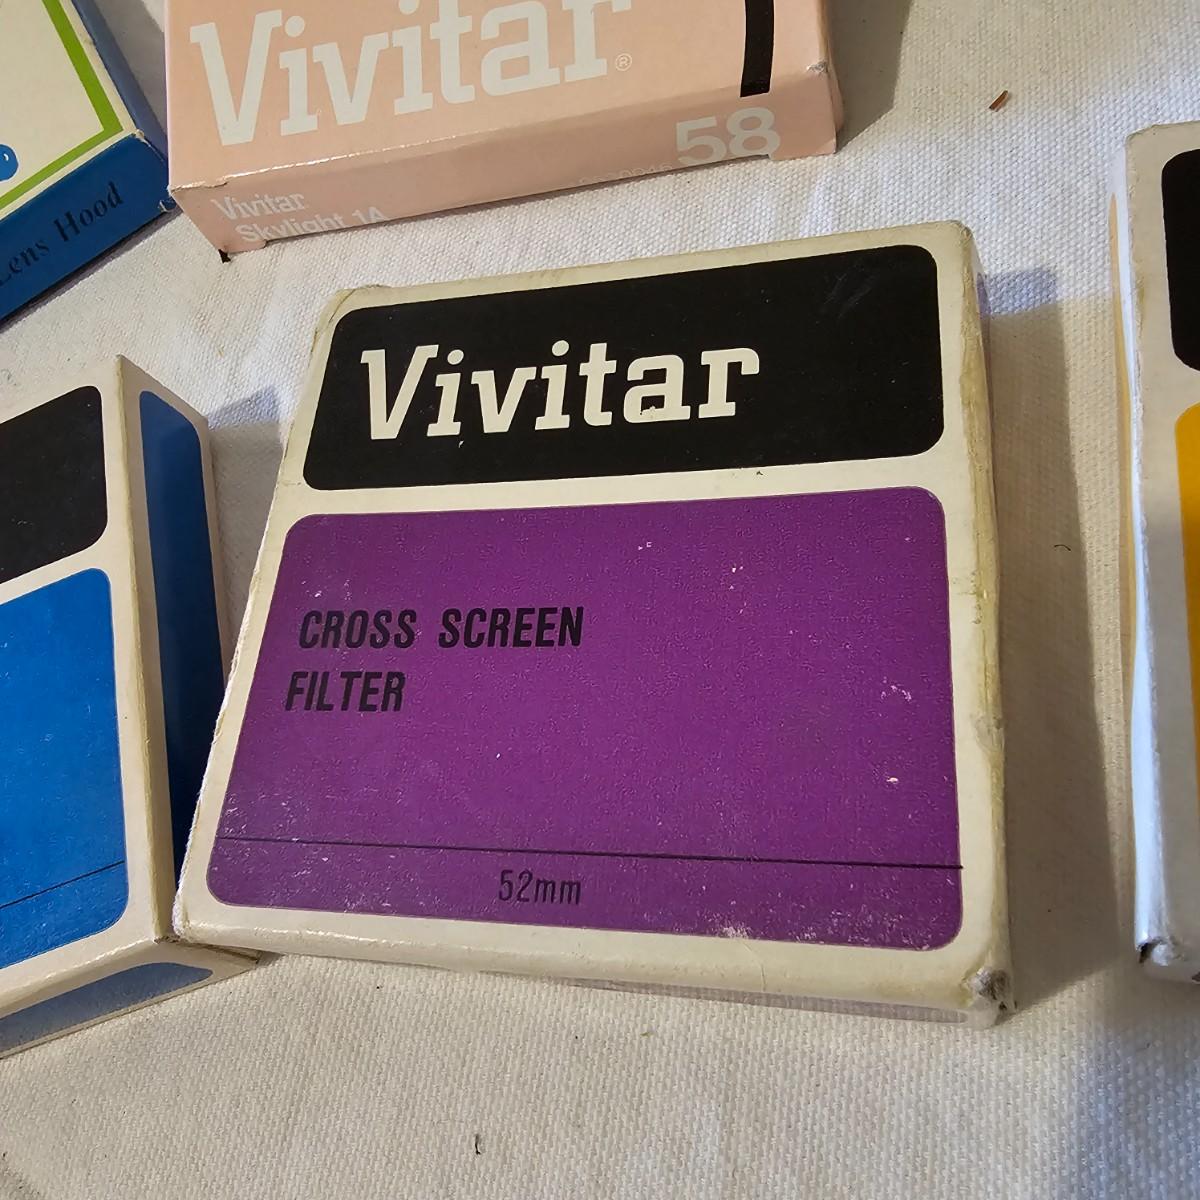 Vivitar®
58
Vivitar
Skylight 1A
Lens Hood
Vivitar
CROSS SCREEN
FILTER
52mm